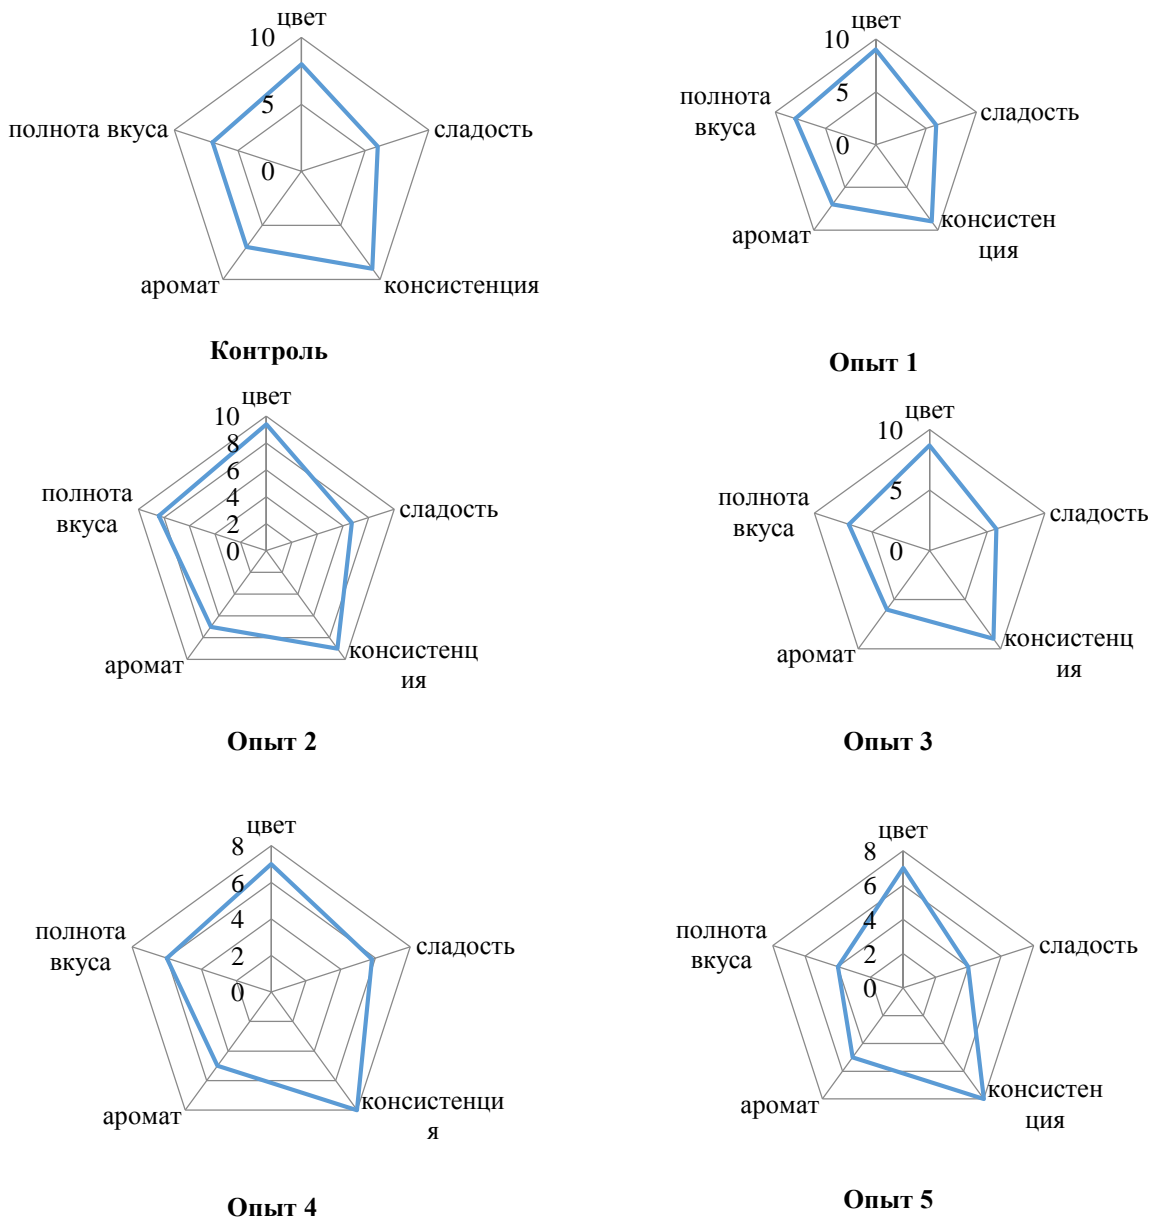 цвет
10
5
0
полнота вкуса
сладость
аромат
консистенция
Контроль
цвет
10
5
0
полнота
вкуса
сладость
аромат
консистен
ция
Опыт 1
цвет
10
8
6
4
2
0
полнота
вкуса
сладость
аромат
консистенц
ия
Опыт 2
цвет
10
5
0
полнота
вкуса
сладость
аромат
консистенц
ия
Опыт 3
цвет
8
6
4
2
0
полнота
вкуса
сладость
аромат
консистенци
я
Опыт 4
цвет
8
6
4
2
0
полнота
вкуса
сладость
аромат
консистен
ция
Опыт 5